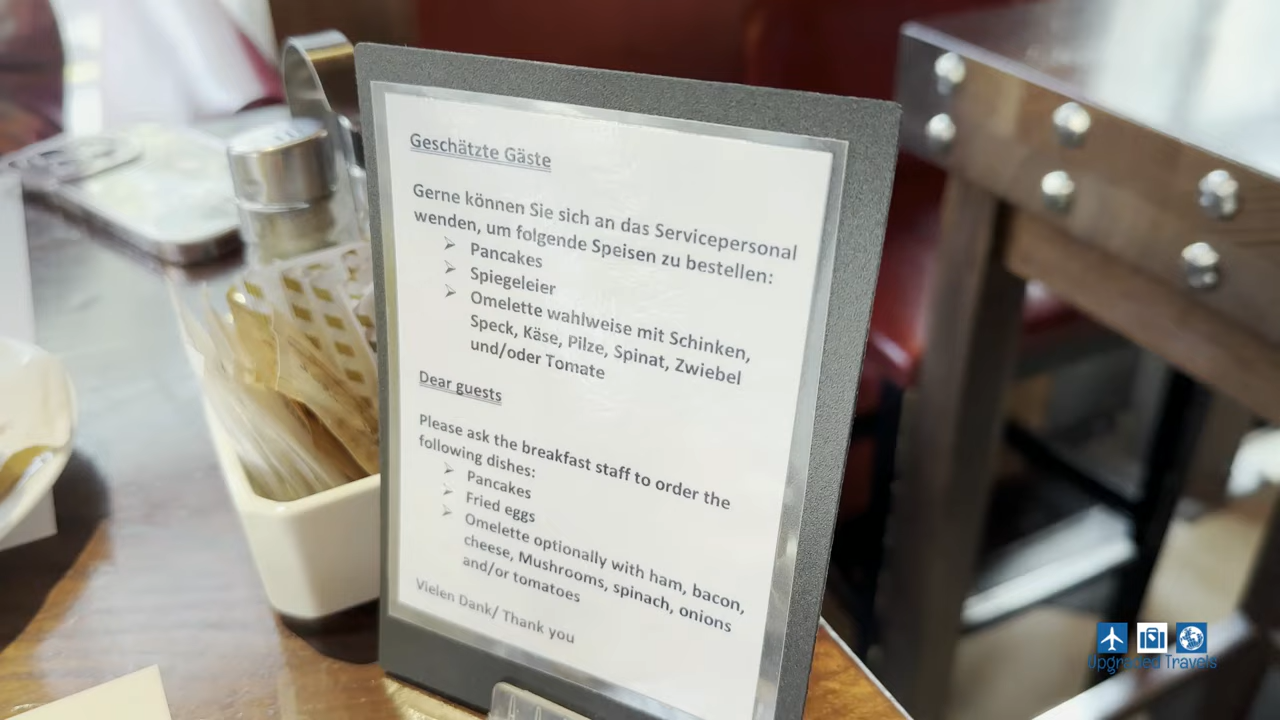 Geschätzte Gäste
Gerne können Sie sich an das Servicepersonal
wenden, um folgende Speisen zu bestellen:
➢ Pancakes
➢ Spiegeleier
➢ Omelette wahlweise mit Schinken,
Speck, Käse, Pilze, Spinat, Zwiebel
und/oder Tomate
Dear guests
Please ask the breakfast staff to order the
following dishes:
➢ Pancakes
➢ Fried eggs
➢ Omelette optionally with ham, bacon,
cheese, Mushrooms, spinach, onions
and/or tomatoes
Vielen Dank/ Thank you
Upgraded Travels